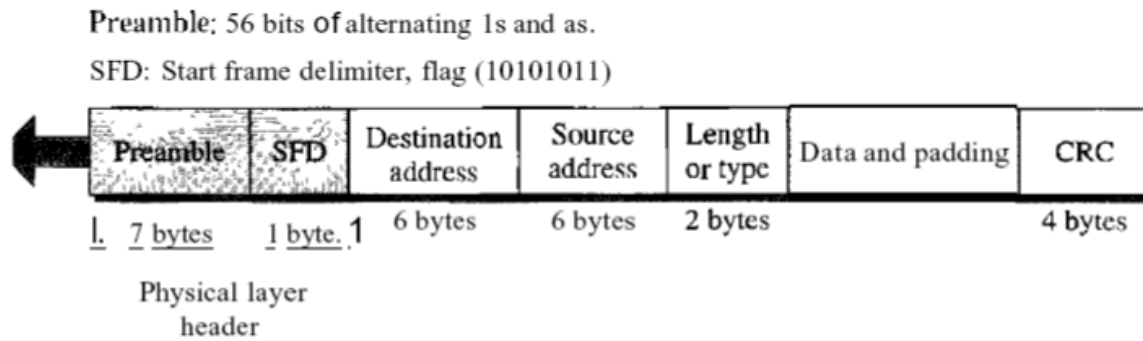 Preamble: 56 bits of alternating 1s and as.
SFD: Start frame delimiter, flag (10101011)
Preamble SFD Destination address Source address Length or type Data and padding CRC
l. 7 bytes 1 byte. 1 6 bytes 6 bytes 2 bytes 4 bytes
Physical layer
header